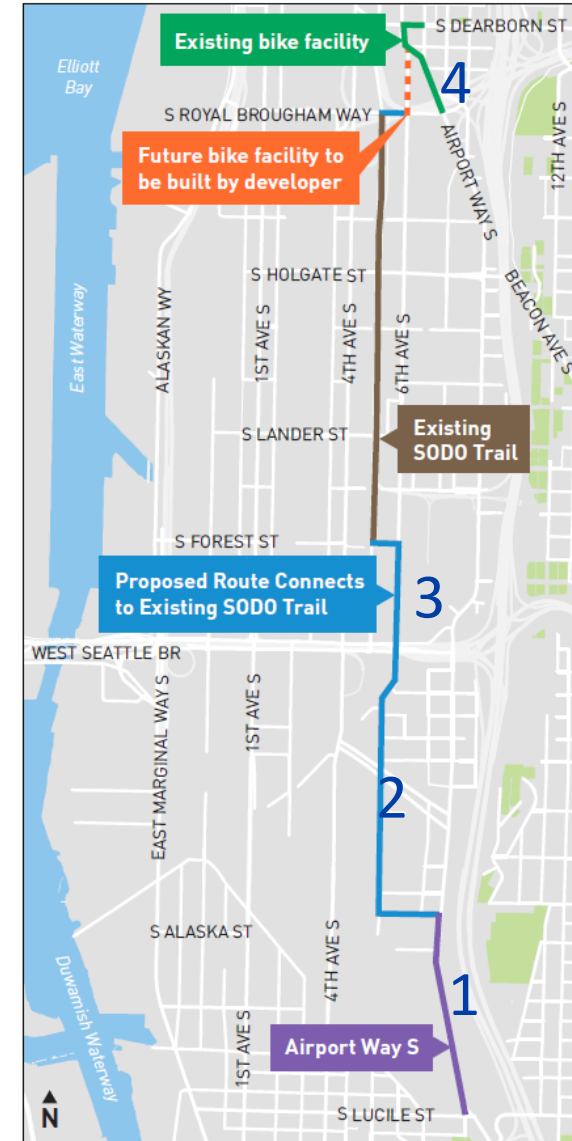 S DEARBORN ST
Existing bike facility
Elliott
Bay
4
S ROYAL BROUGHAM WAY
Future bike facility to
be built by developer
AIRPORT WAY S
12TH AVE S
S HOLGATE ST
BEACON AVE S
East Waterway
ALASKAN WY
1ST AVE S
4TH AVE S
6TH AVE S
S LANDER ST
Existing
SODO Trail
S FOREST ST
Proposed Route Connects
to Existing SODO Trail
3
WEST SEATTLE BR
EAST MARGINAL WAY S
1ST AVE S
2
S ALASKA ST
4TH AVE S
Duwamish Waterway
1
1ST AVE S
Airport Way S
N
S LUCILE ST